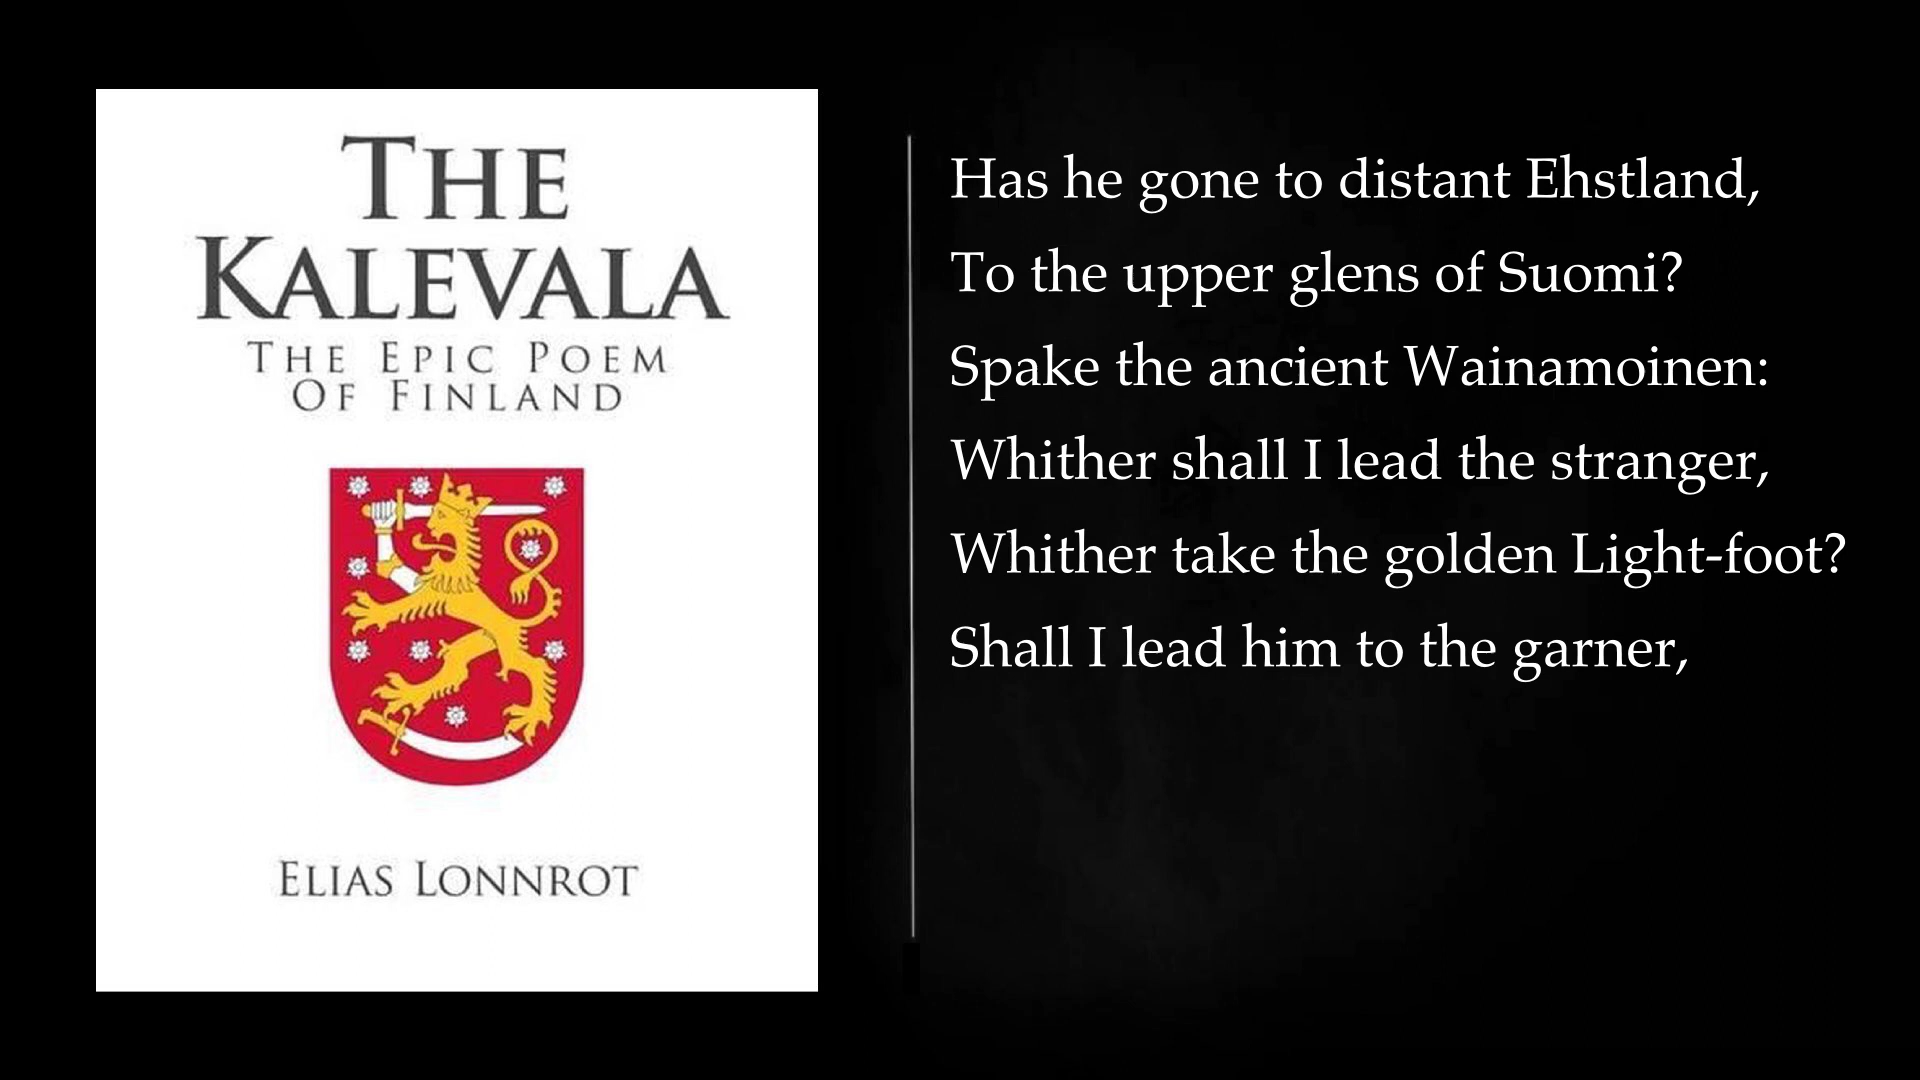 THE
KALEVALA
THE EPIC POEM
OF FINLAND
ELIAS LONNROT
Has he gone to distant Ehstland,
To the upper glens of Suomi?
Spake the ancient Wainamoinen:
Whither shall I lead the stranger,
Whither take the golden Light-foot?
Shall I lead him to the garner,